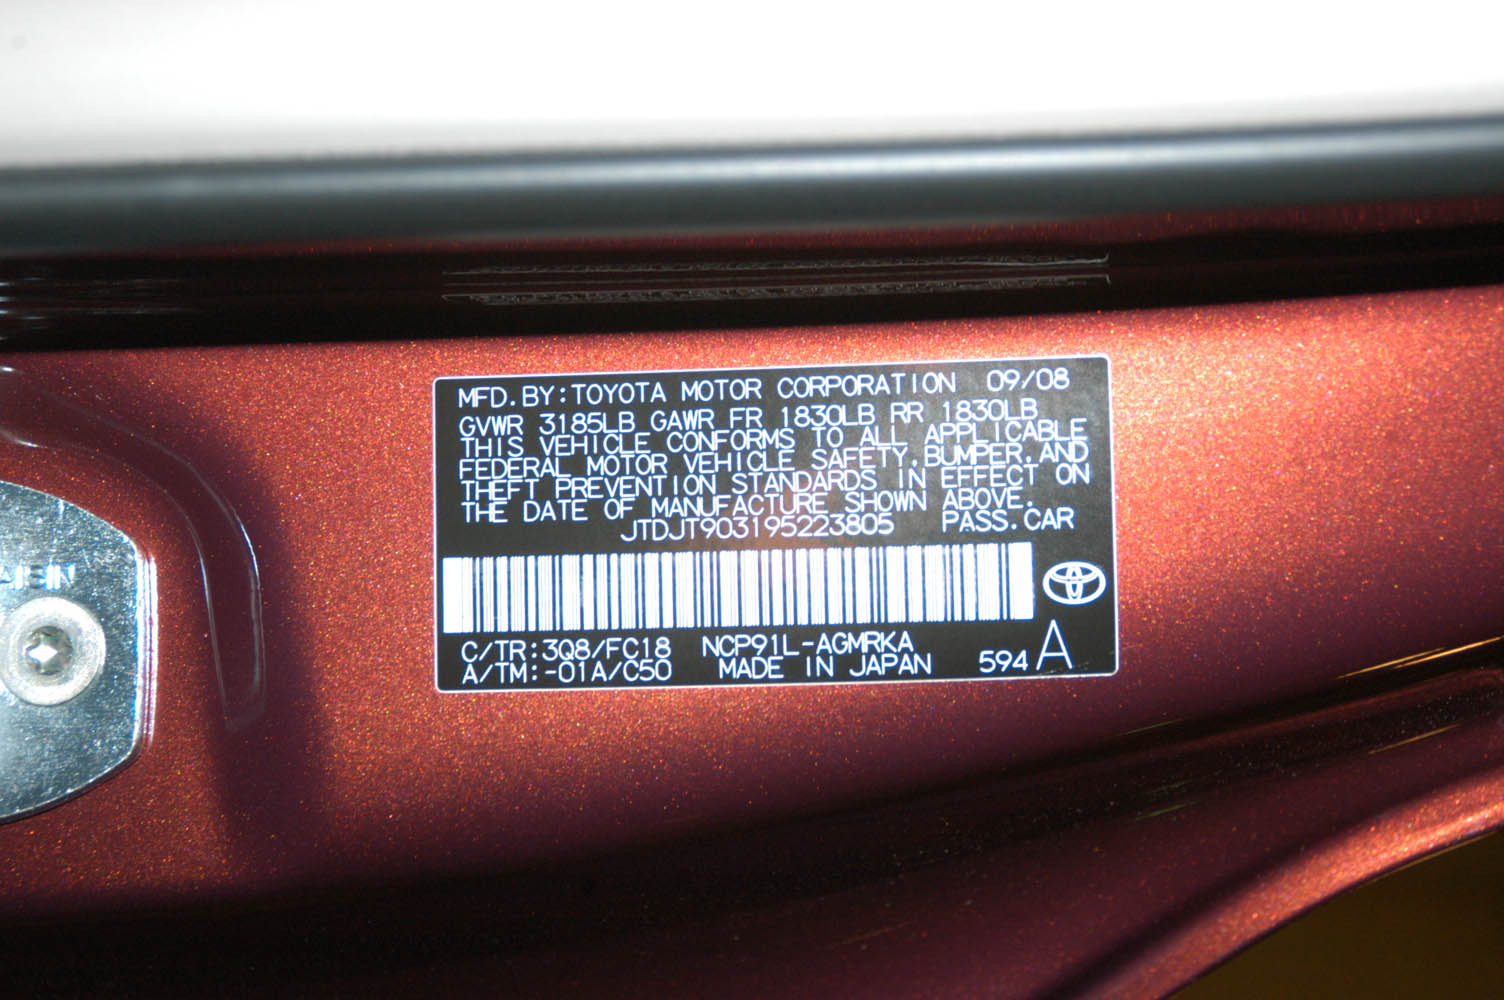 MFD.BY:TOYOTA MOTOR CORPORATION 09/08
GVWR 3185LB GAWR FR 1830LB RR 1830LB
THIS VEHICLE CONFORMS TO ALL APPLICABLE
FEDERAL MOTOR VEHICLE SAFETY,BUMPER,AND
THEFT PREVENTION STANDARDS IN EFFECT ON
THE DATE OF MANUFACTURE SHOWN ABOVE.
JTDJT903195223805 PASS.CAR
C/TR:3Q8/FC18 NCP91L-AGMRKA
A/TM:-01A/C50 MADE IN JAPAN 594 A
AISIN